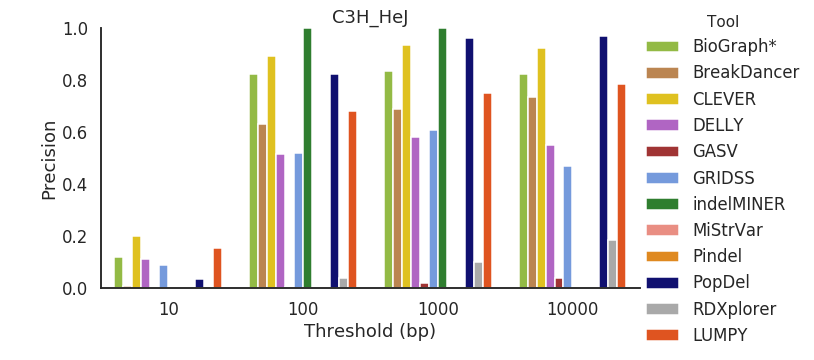 C3H_HeJ
Tool
1.0
0.8
0.6
0.4
0.2
0.0
Precision
10
100
1000
10000
Threshold (bp)
BioGraph*
BreakDancer
CLEVER
DELLY
GASV
GRIDSS
indelMINER
MiStrVar
Pindel
PopDel
RDXplorer
LUMPY